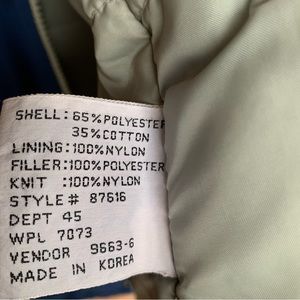 SHELL:65%POLYESTER
35%COTTON
LINING:100%NYLON
FILLER:100%POLYESTER
KNIT :100%NYLON
STYLE# 87616
DEPT 45
WPL 7073
VENDOR 9663-6
MADE IN KOREA